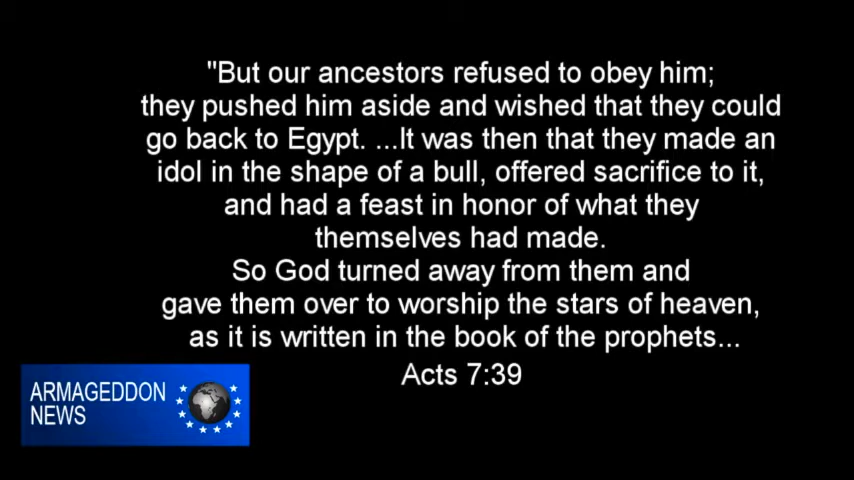 "But our ancestors refused to obey him;
they pushed him aside and wished that they could
go back to Egypt. ...It was then that they made an
idol in the shape of a bull, offered sacrifice to it,
and had a feast in honor of what they
themselves had made.
So God turned away from them and
gave them over to worship the stars of heaven,
as it is written in the book of the prophets...
Acts 7:39
ARMAGEDDON
NEWS